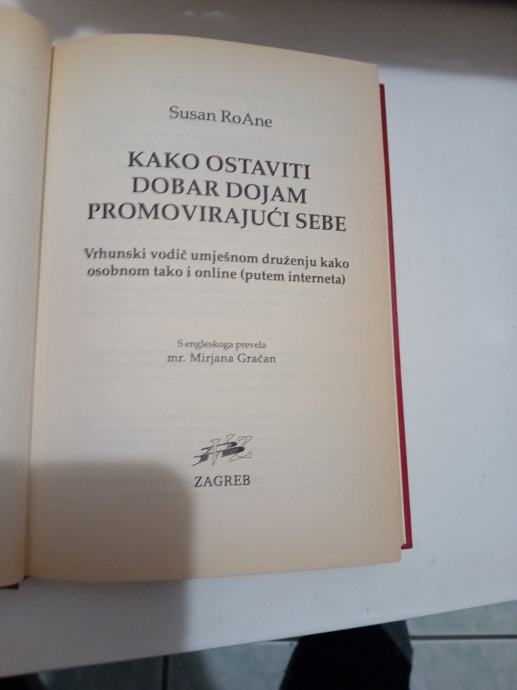 Susan RoAne
KAKO OSTAVITI
DOBAR DOJAM
PROMOVIRAJUĆI SEBE
Vrhunski vodič umješnom druženju kako
osobnom tako i online (putem interneta)
S engleskoga prevela
mr. Mirjana Gračan
ZAGREB